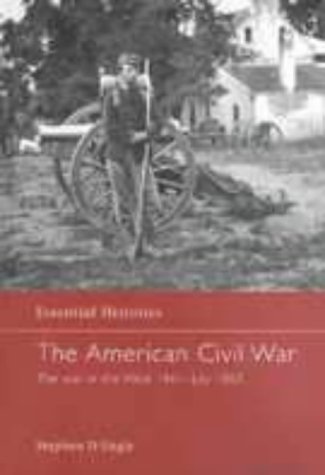 Essential Histories
The American Civil War
The war in the West 1861-July 1863
Stephen D Engle